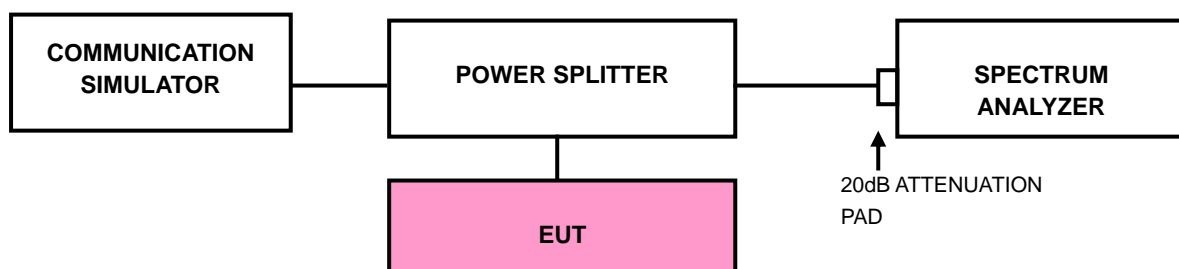 COMMUNICATION
SIMULATOR
POWER SPLITTER
SPECTRUM
ANALYZER
20dB ATTENUATION
PAD
EUT